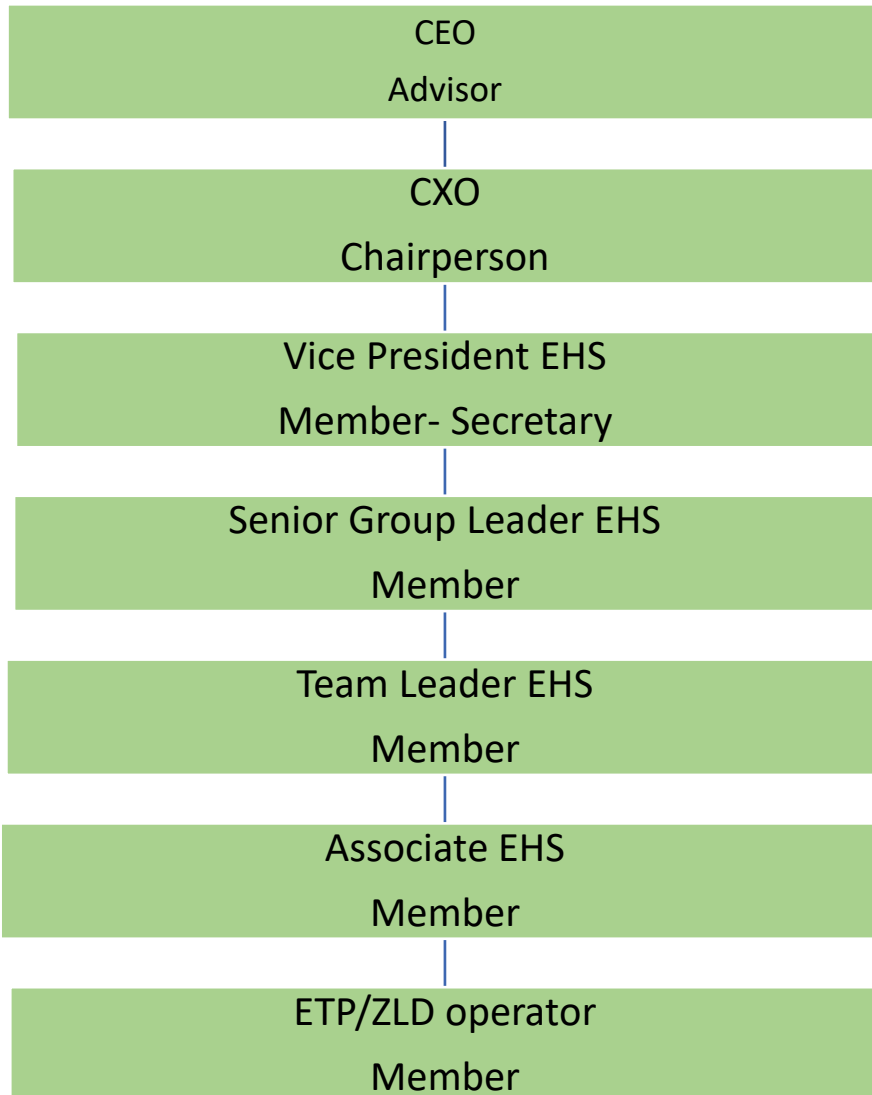 CEO
Advisor
CXO
Chairperson
Vice President EHS
Member- Secretary
Senior Group Leader EHS
Member
Team Leader EHS
Member
Associate EHS
Member
ETP/ZLD operator
Member